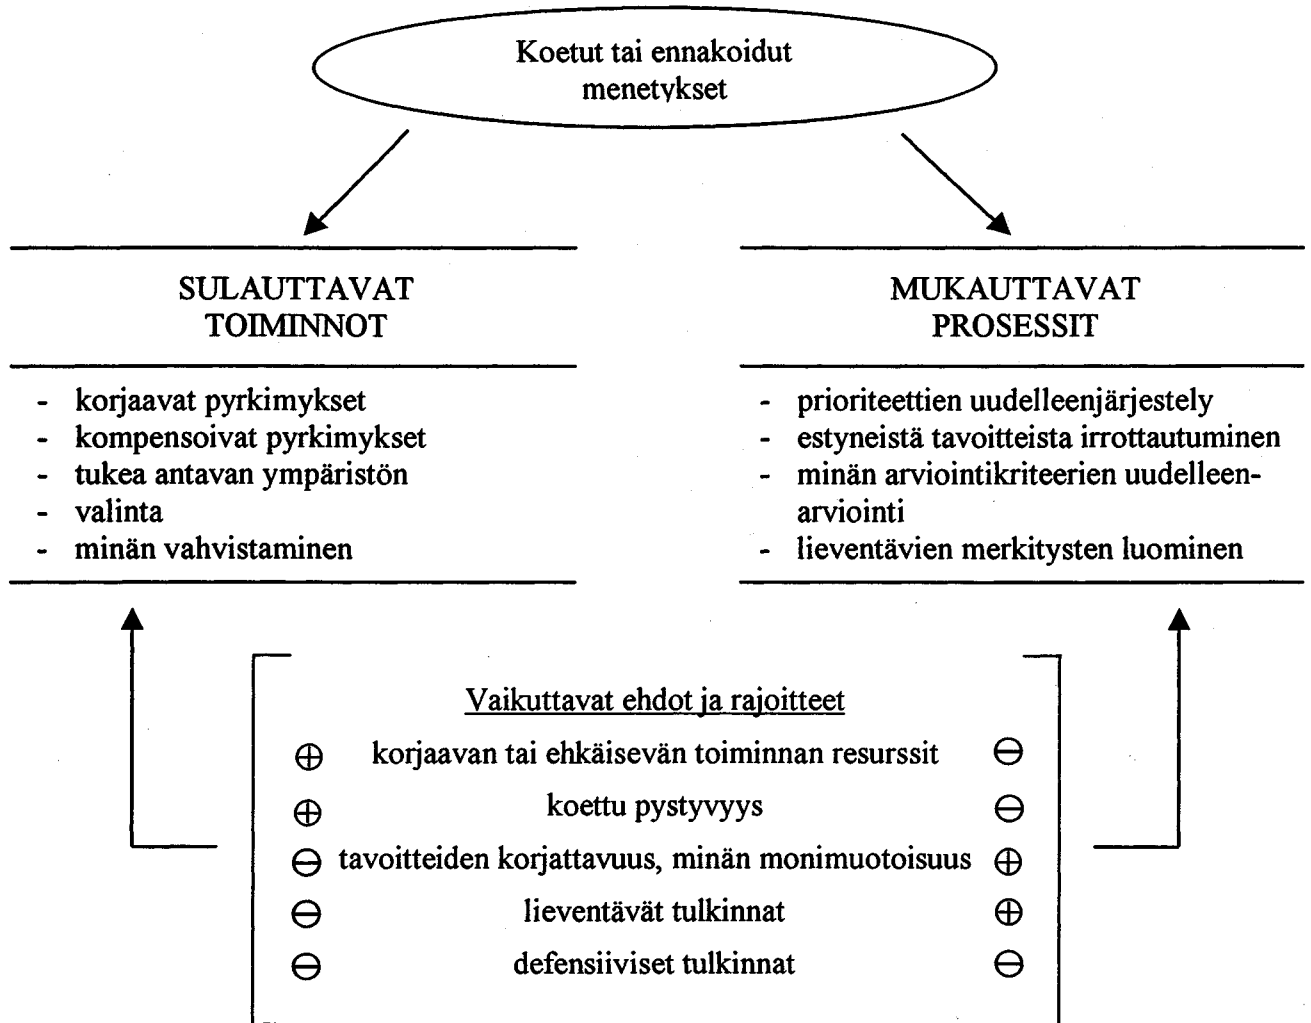 Koetut tai ennakoidut
menetykset
SULAUTTAVAT
TOIMINNOT
- korjaavat pyrkimykset
- kompensoivat pyrkimykset
- tukea antavan ympäristön
- valinta
- minän vahvistaminen
MUKAUTTAVAT
PROSESSIT
- prioriteettien uudelleenjärjestely
- estyneistä tavoitteista irrottautuminen
- minän arviointikriteerien uudelleen-
arviointi
- lieventävien merkitysten luominen
Vaikuttavat ehdot ja rajoitteet
⊕ korjaavan tai ehkäisevän toiminnan resurssit ⊖
⊕ koettu pystyvyys ⊖
⊖ tavoitteiden korjattavuus, minän monimuotoisuus ⊕
⊖ lieventävät tulkinnat ⊕
⊖ defensiiviset tulkinnat ⊖